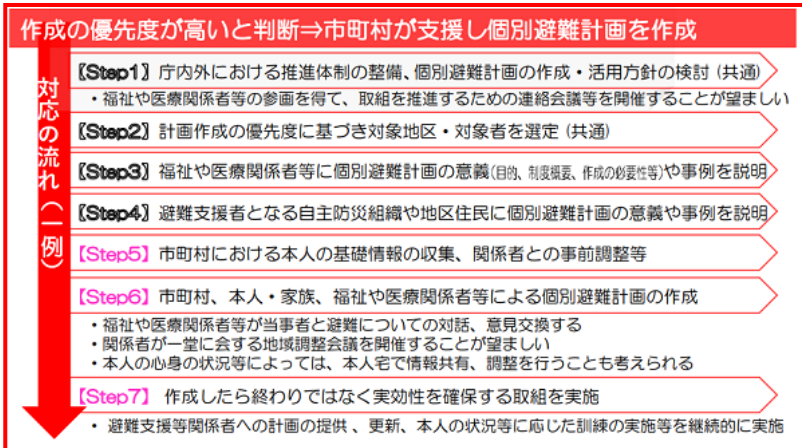 作成の優先度が高いと判断⇒市町村が支援し個別避難計画を作成
対応の流れ（一例）
【Step1】庁内外における推進体制の整備、個別避難計画の作成・活用方針の検討（共通）
・福祉や医療関係者等の参画を得て、取組を推進するための連絡会議等を開催することが望ましい
【Step2】計画作成の優先度に基づき対象地区・対象者を選定（共通）
【Step3】福祉や医療関係者等に個別避難計画の意義（目的、制度概要、作成の必要性等）や事例を説明
【Step4】避難支援者となる自主防災組織や地区住民に個別避難計画の意義や事例を説明
【Step5】市町村における本人の基礎情報の収集、関係者との事前調整等
【Step6】市町村、本人・家族、福祉や医療関係者等による個別避難計画の作成
・福祉や医療関係者等が当事者と避難についての対話、意見交換する
・関係者が一堂に会する地域調整会議を開催することが望ましい
・本人の心身の状況等によっては、本人宅で情報共有、調整を行うことも考えられる
【Step7】作成したら終わりではなく実効性を確保する取組を実施
・避難支援等関係者への計画の提供、更新、本人の状況等に応じた訓練の実施等を継続的に実施